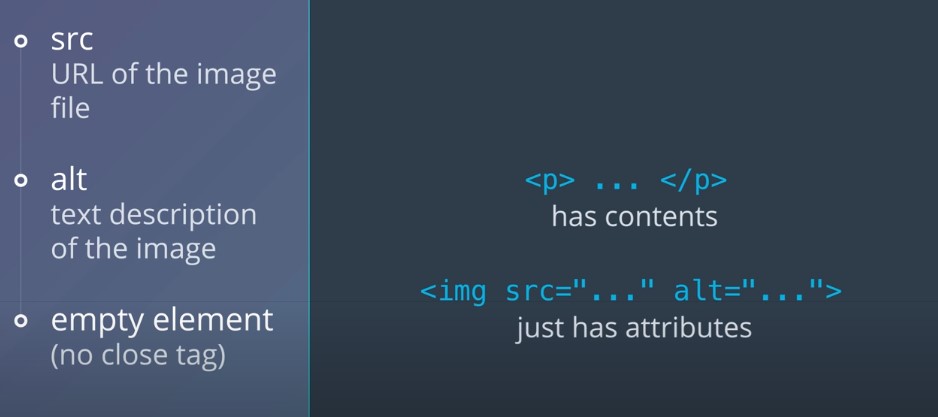 src
URL of the image
file
alt
text description
of the image
empty element
(no close tag)
<p> ... </p>
has contents
<img src="..." alt="...">
just has attributes